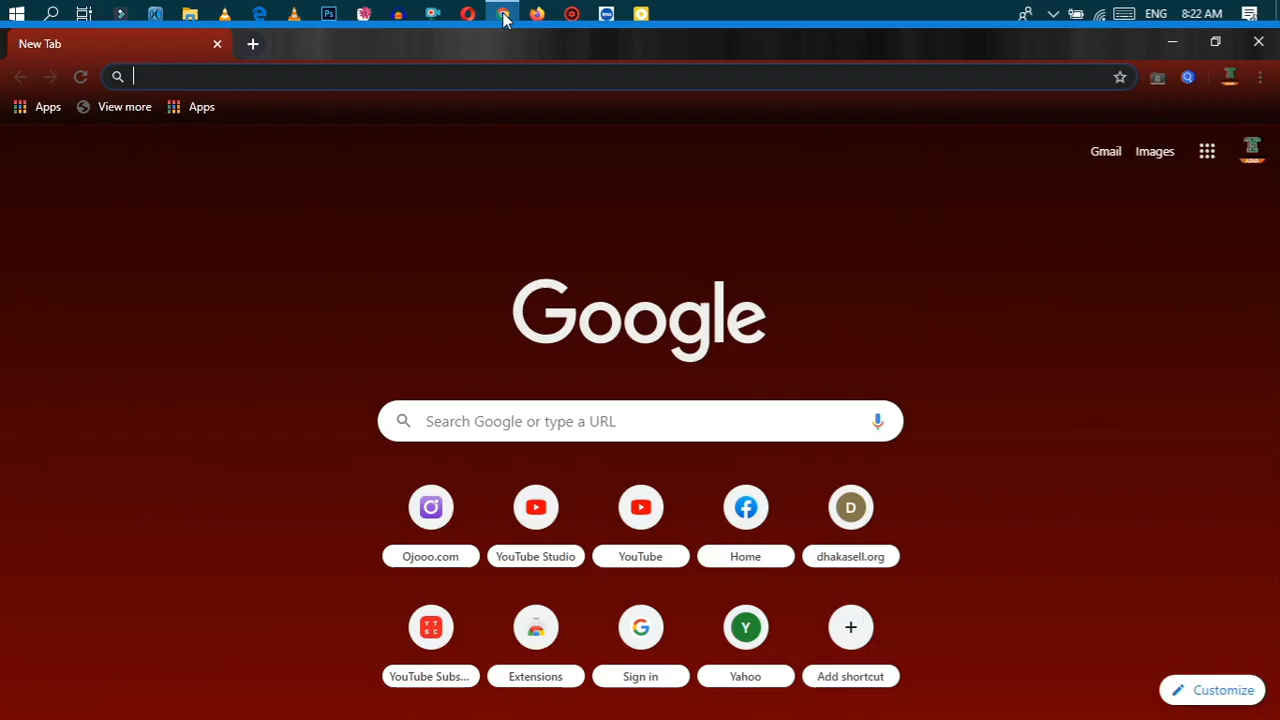 Ps
ENG 8:22 AM
New Tab
Apps View more Apps
Gmail Images
Google
Search Google or type a URL
D
Ojooo.com YouTube Studio YouTube Home dhakasell.org
Y T
S C
G
Y
YouTube Subs... Extensions Sign in Yahoo Add shortcut
Customize